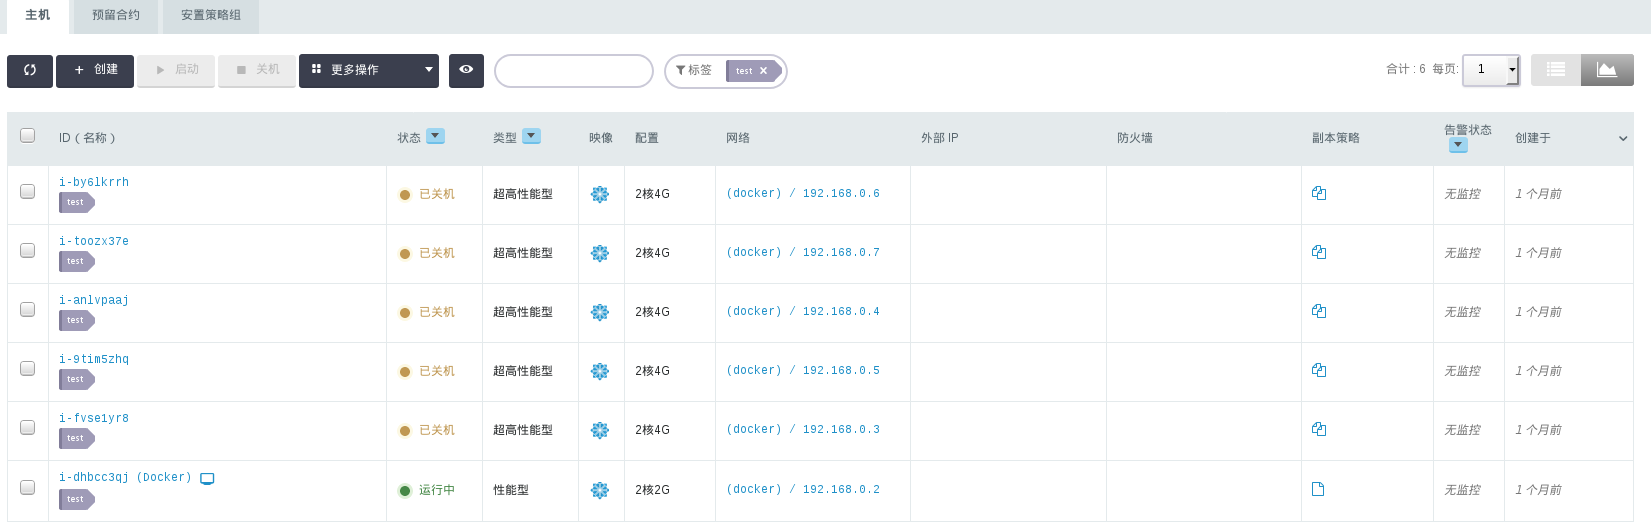 主机 预留合约 安置策略组
创建 启动 关机 更多操作 标签 test 合计 : 6 每页: 1
ID（名称） 状态 类型 映像 配置 网络 外部 IP 防火墙 副本策略 告警状态 创建于
i-by6lkrrh 已关机 超高性能型 2核4G (docker) / 192.168.0.6 无监控 1 个月前
test
i-toozx37e 已关机 超高性能型 2核4G (docker) / 192.168.0.7 无监控 1 个月前
test
i-anlvpaaj 已关机 超高性能型 2核4G (docker) / 192.168.0.4 无监控 1 个月前
test
i-9tim5zhq 已关机 超高性能型 2核4G (docker) / 192.168.0.5 无监控 1 个月前
test
i-fvse1yr8 已关机 超高性能型 2核4G (docker) / 192.168.0.3 无监控 1 个月前
test
i-dhbcc3qj (Docker) 运行中 性能型 2核2G (docker) / 192.168.0.2 无监控 1 个月前
test